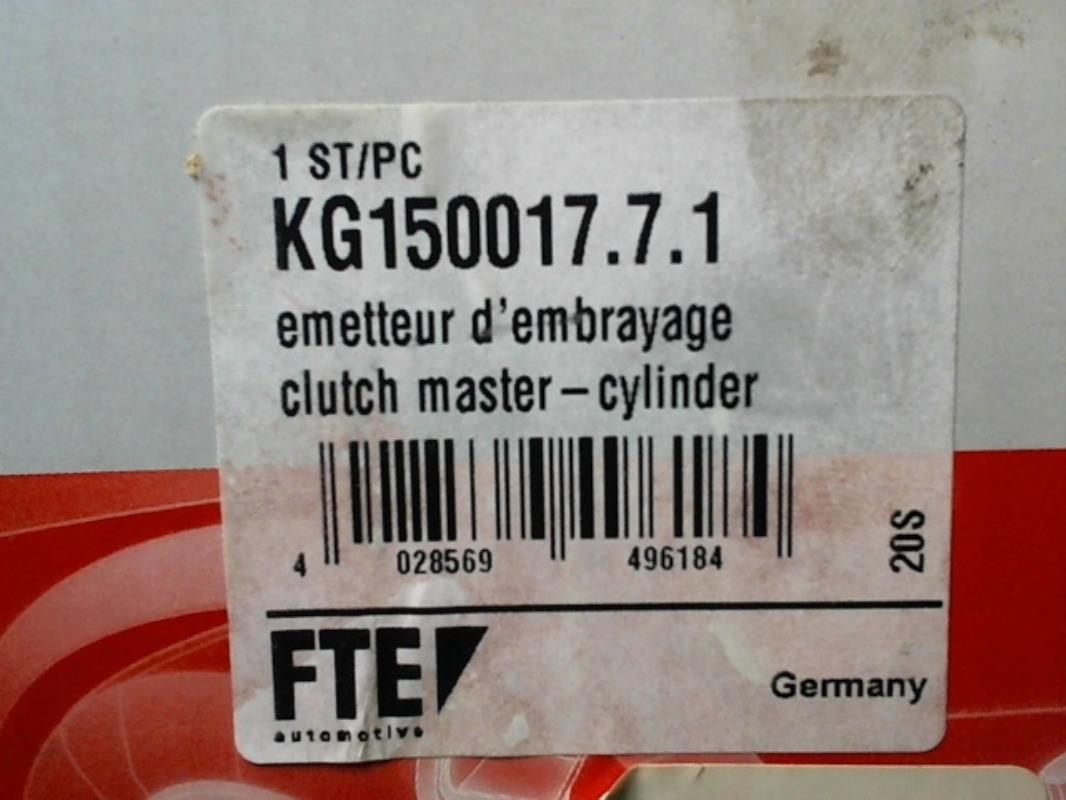 1 ST/PC
KG150017.7.1
emetteur d'embrayage
clutch master-cylinder
4 028569 496184
20S
FTE
automotive
Germany